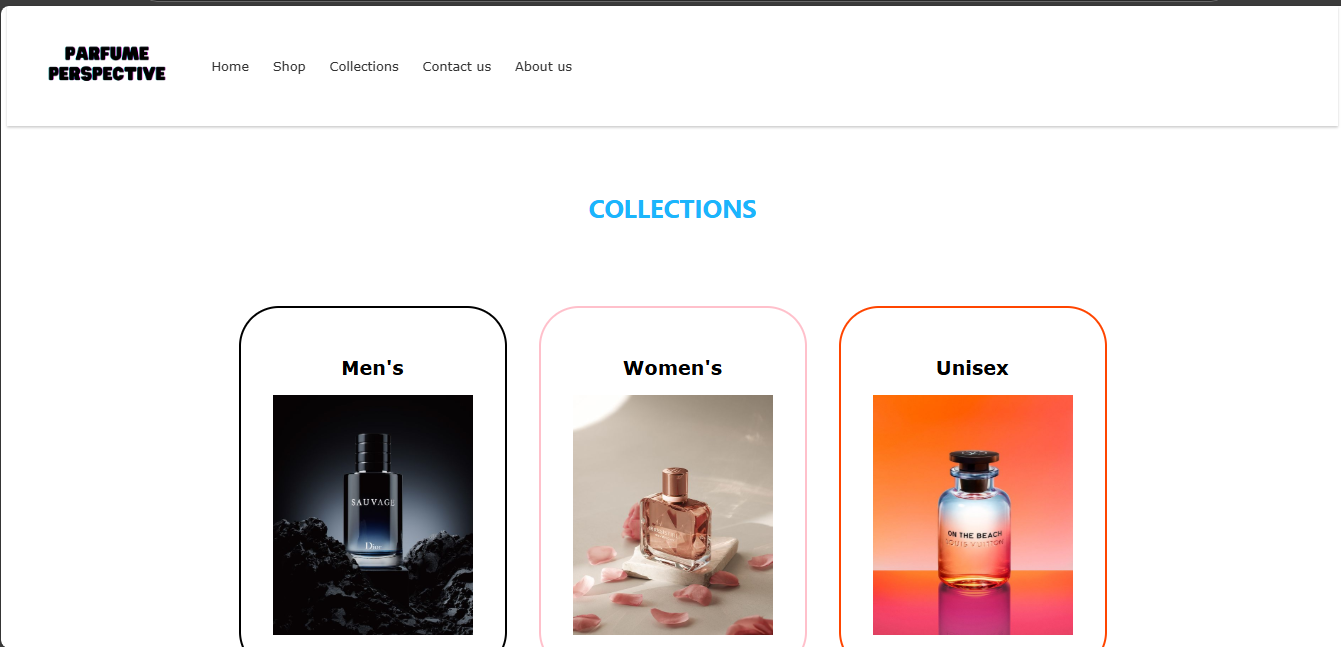 PARFUME
PERSPECTIVE
Home Shop Collections Contact us About us
COLLECTIONS
Men's Women's Unisex
SAUVAGE
Dior
ON THE BEACH
LOUIS VUITTON